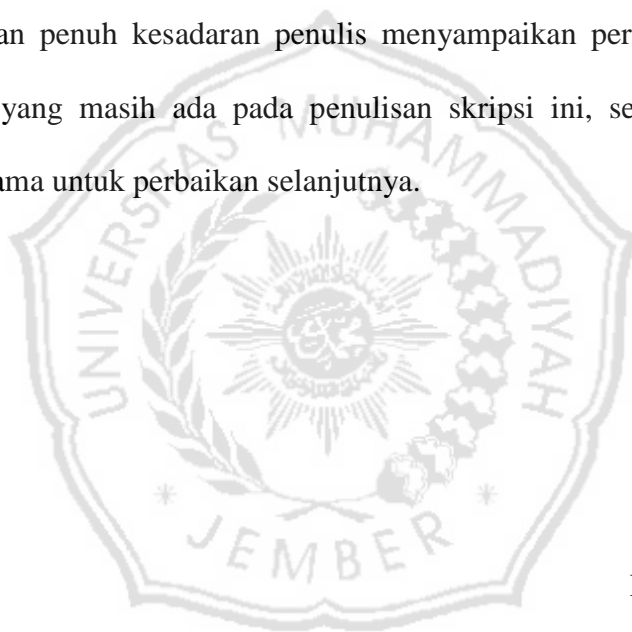 an penuh kesadaran penulis menyampaikan per
yang masih ada pada penulisan skripsi ini, se
ama untuk perbaikan selanjutnya.
UNIVERSITAS MUHAMMADIYAH
JEMBER